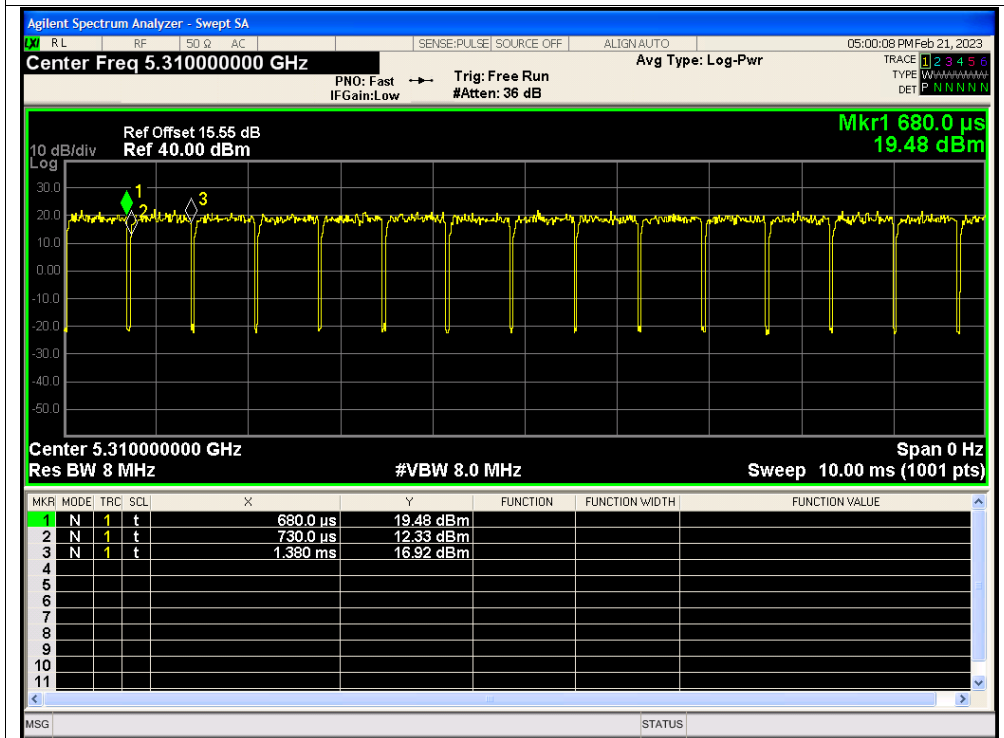 Agilent Spectrum Analyzer - Swept SA
LXI RL RF 50 Ω AC SENSE:PULSE SOURCE OFF ALIGN AUTO 05:00:08 PM Feb 21, 2023
Center Freq 5.310000000 GHz
PNO: Fast
IFGain:Low
Trig: Free Run
#Atten: 36 dB
Avg Type: Log-Pwr
TRACE 1 2 3 4 5 6
TYPE W
DET P N N N N N
Mkr1 680.0 µs
19.48 dBm
Ref Offset 15.55 dB
10 dB/div Ref 40.00 dBm
Log
30.0
20.0
10.0
0.00
-10.0
-20.0
-30.0
-40.0
-50.0
1
2
3
Center 5.310000000 GHz Span 0 Hz
Res BW 8 MHz #VBW 8.0 MHz Sweep 10.00 ms (1001 pts)
MKR MODE TRC SCL X Y FUNCTION FUNCTION WIDTH FUNCTION VALUE
1 N 1 t 680.0 µs 19.48 dBm
2 N 1 t 730.0 µs 12.33 dBm
3 N 1 t 1.380 ms 16.92 dBm
4
5
6
7
8
9
10
11
MSG STATUS